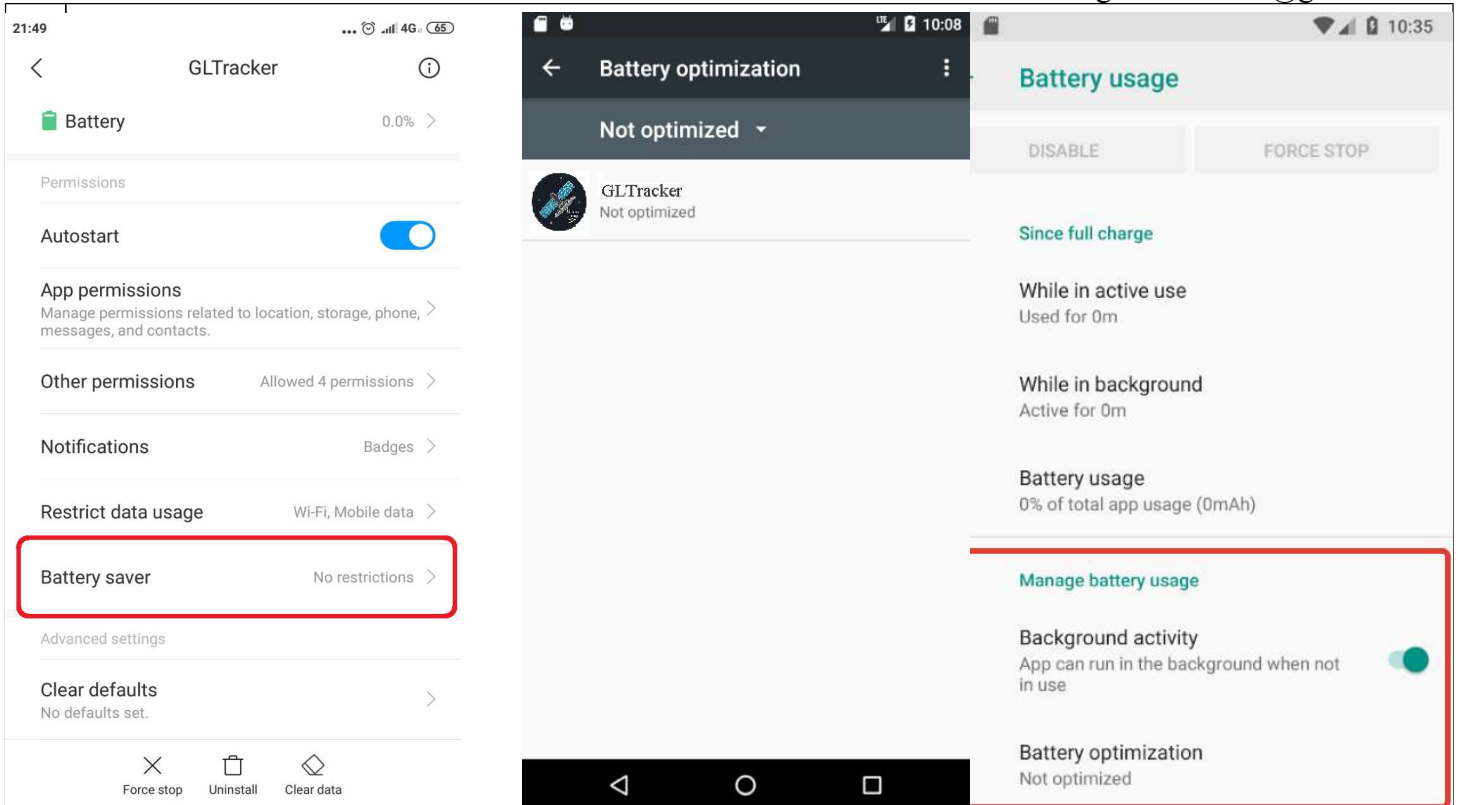 21:49
4G 65
GLTracker
Battery 0.0%
Permissions
Autostart
App permissions
Manage permissions related to location, storage, phone,
messages, and contacts.
Other permissions Allowed 4 permissions
Notifications Badges
Restrict data usage Wi-Fi, Mobile data
Battery saver No restrictions
Advanced settings
Clear defaults
No defaults set.
Force stop Uninstall Clear data
LTE 10:08
Battery optimization
Not optimized
GLTracker
Not optimized
10:35
Battery usage
DISABLE FORCE STOP
Since full charge
While in active use
Used for 0m
While in background
Active for 0m
Battery usage
0% of total app usage (0mAh)
Manage battery usage
Background activity
App can run in the background when not
in use
Battery optimization
Not optimized